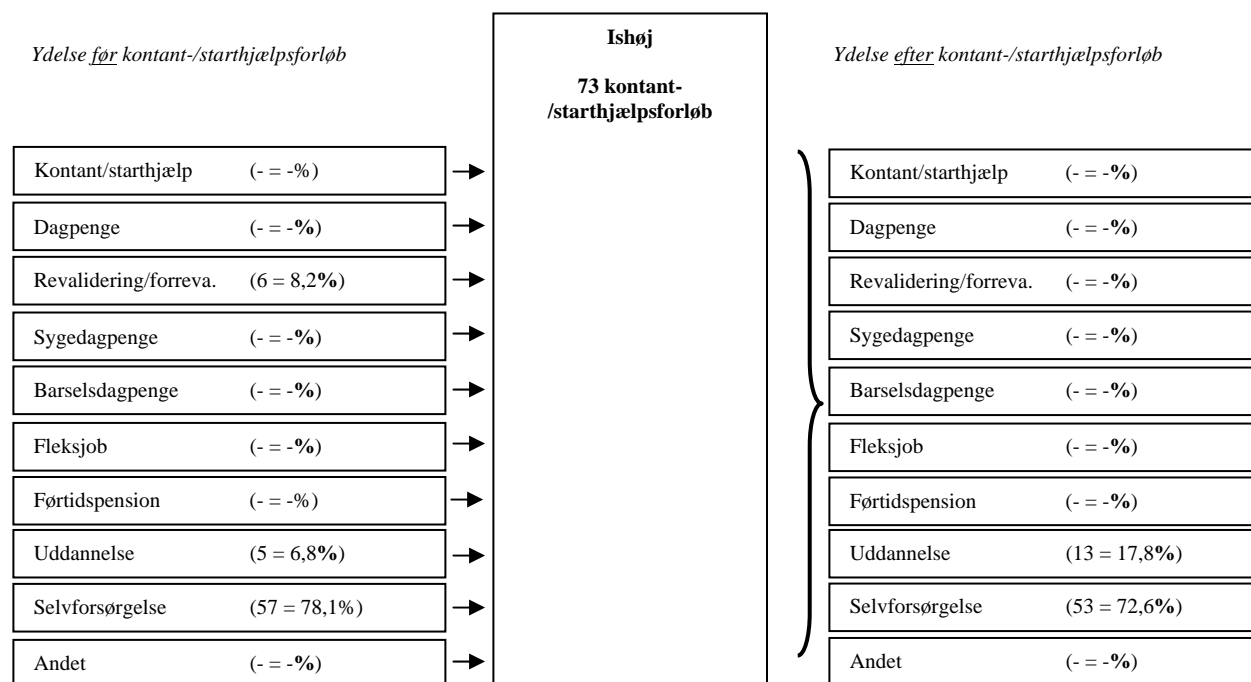 Ydelse før kontant-/starthjælpsforløb
Ishøj
73 kontant-
/starthjælpsforløb
Ydelse efter kontant-/starthjælpsforløb
Kontant/starthjælp (- = -%)
Dagpenge (- = -%)
Revalidering/forreva. (6 = 8,2%)
Sygedagpenge (- = -%)
Barselsdagpenge (- = -%)
Fleksjob (- = -%)
Førtidspension (- = -%)
Uddannelse (5 = 6,8%)
Selvforsørgelse (57 = 78,1%)
Andet (- = -%)
Kontant/starthjælp (- = -%)
Dagpenge (- = -%)
Revalidering/forreva. (- = -%)
Sygedagpenge (- = -%)
Barselsdagpenge (- = -%)
Fleksjob (- = -%)
Førtidspension (- = -%)
Uddannelse (13 = 17,8%)
Selvforsørgelse (53 = 72,6%)
Andet (- = -%)